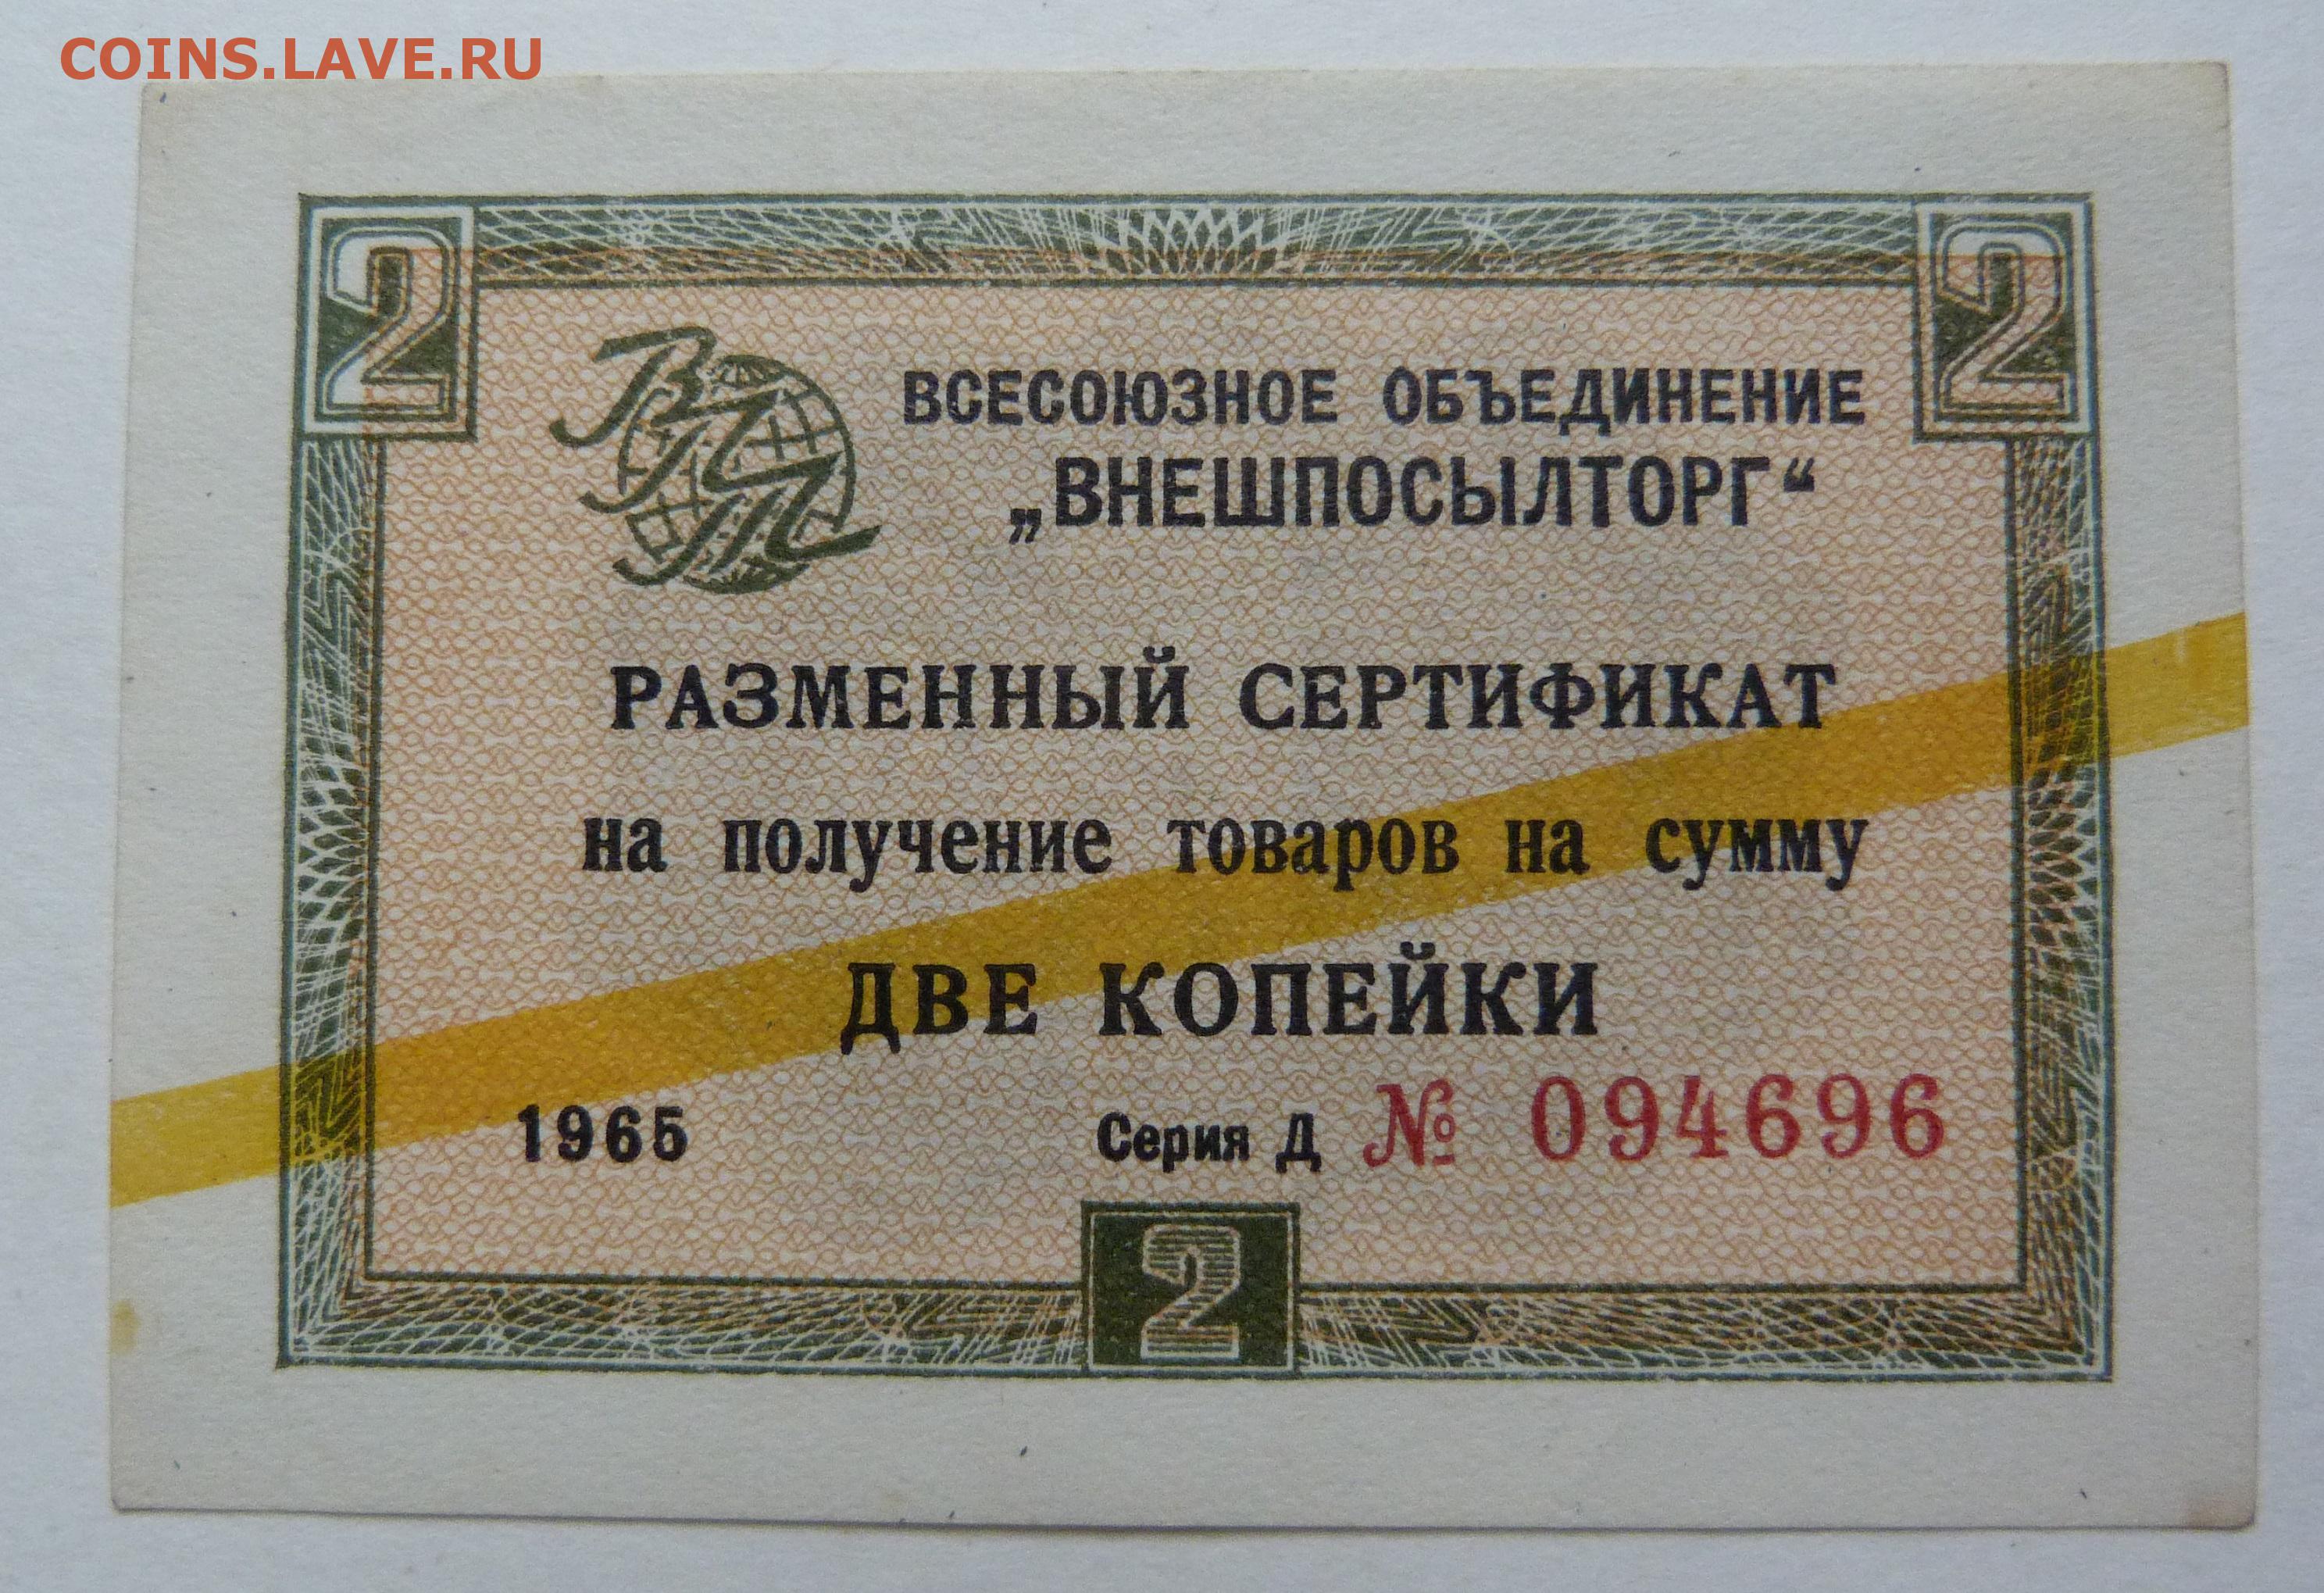 COINS.LAVE.RU
2 2
ВПТ
ВСЕСОЮЗНОЕ ОБЪЕДИНЕНИЕ
„ВНЕШПОСЫЛТОРГ“
РАЗМЕННЫЙ СЕРТИФИКАТ
на получение товаров на сумму
ДВЕ КОПЕЙКИ
1965 Серия Д № 094696
2